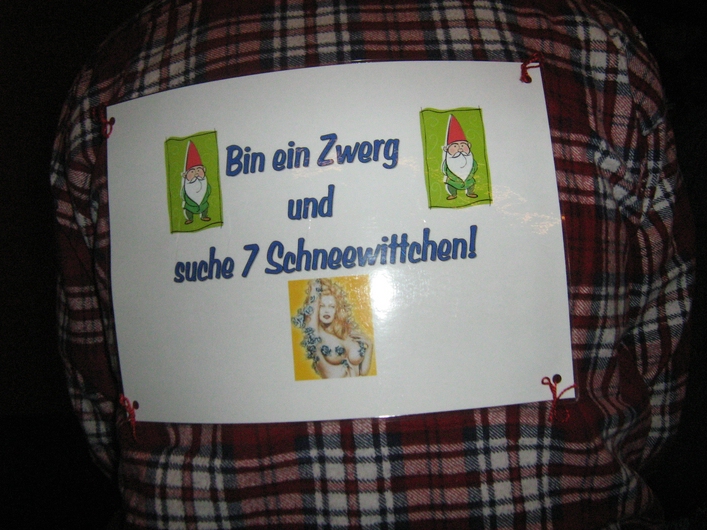 Bin ein Zwerg
und
suche 7 Schneewittchen!